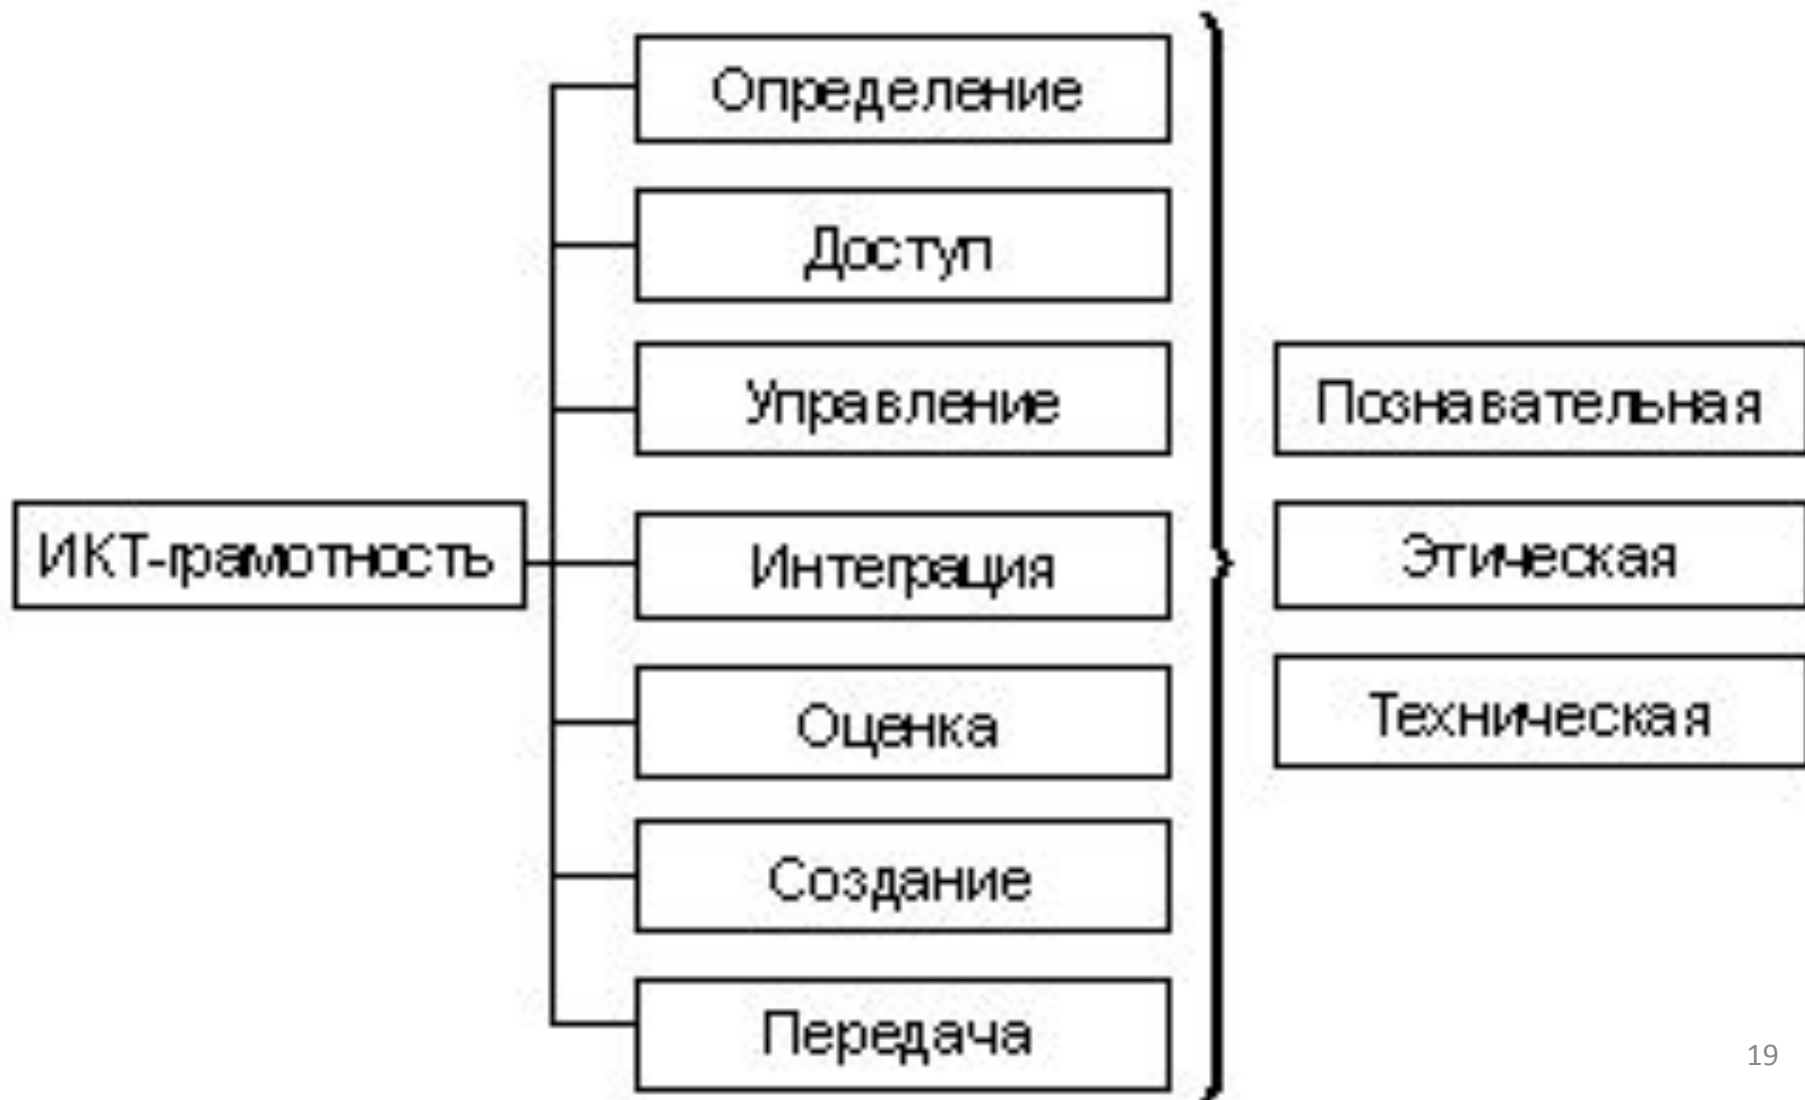 ИКТ-грамотность
Определение
Доступ
Управление
Интеграция
Оценка
Создание
Передача
Познавательная
Этическая
Техническая
19